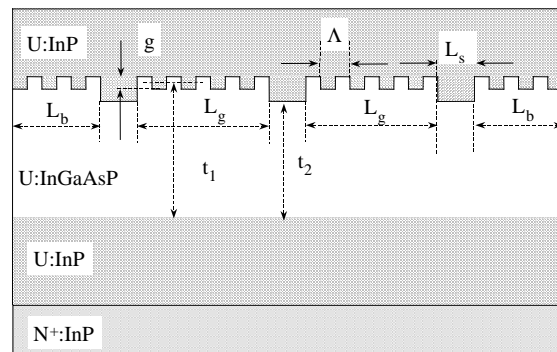 U:InP
g
Λ
L_s
L_b
L_g
L_g
L_b
t_1
t_2
U:InGaAsP
U:InP
N⁺:InP